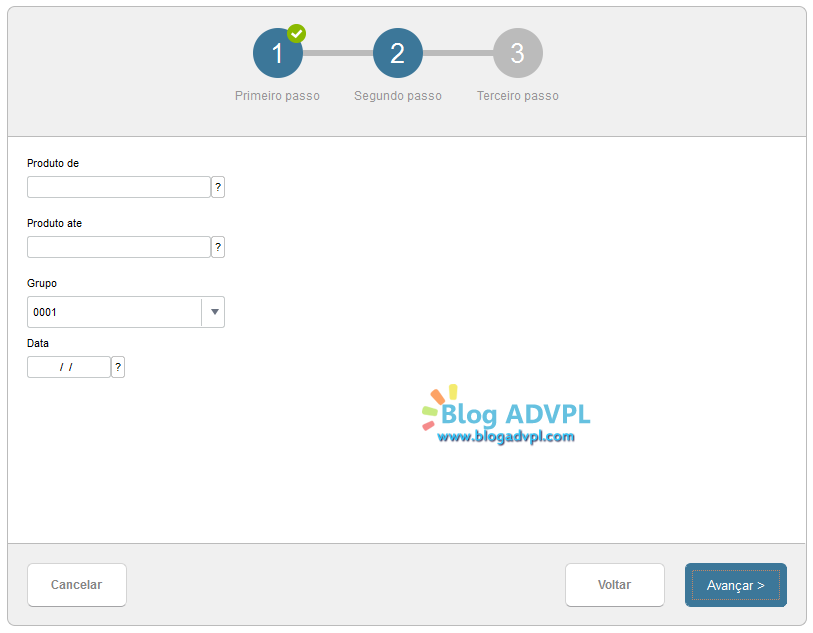 1 2 3
Primeiro passo Segundo passo Terceiro passo
Produto de
?
Produto ate
?
Grupo
0001
Data
/ / ?
Blog ADVPL
www.blogadvpl.com
Cancelar Voltar Avançar >